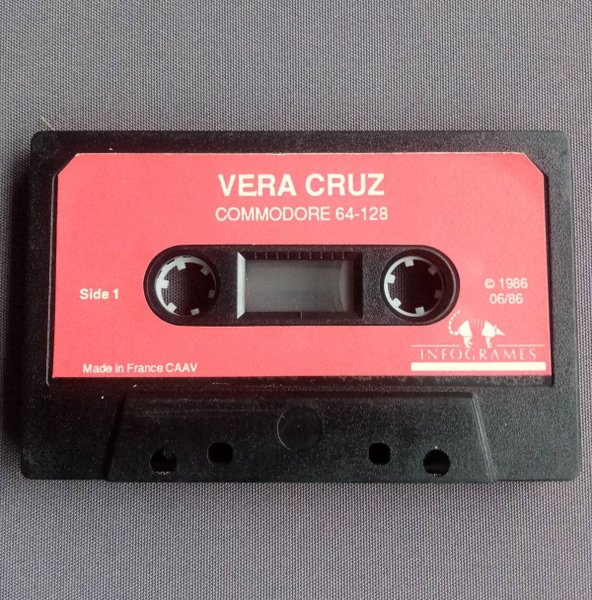 VERA CRUZ
COMMODORE 64-128
Side 1
© 1986
06/86
INFOGRAMES
Made in France CAAV